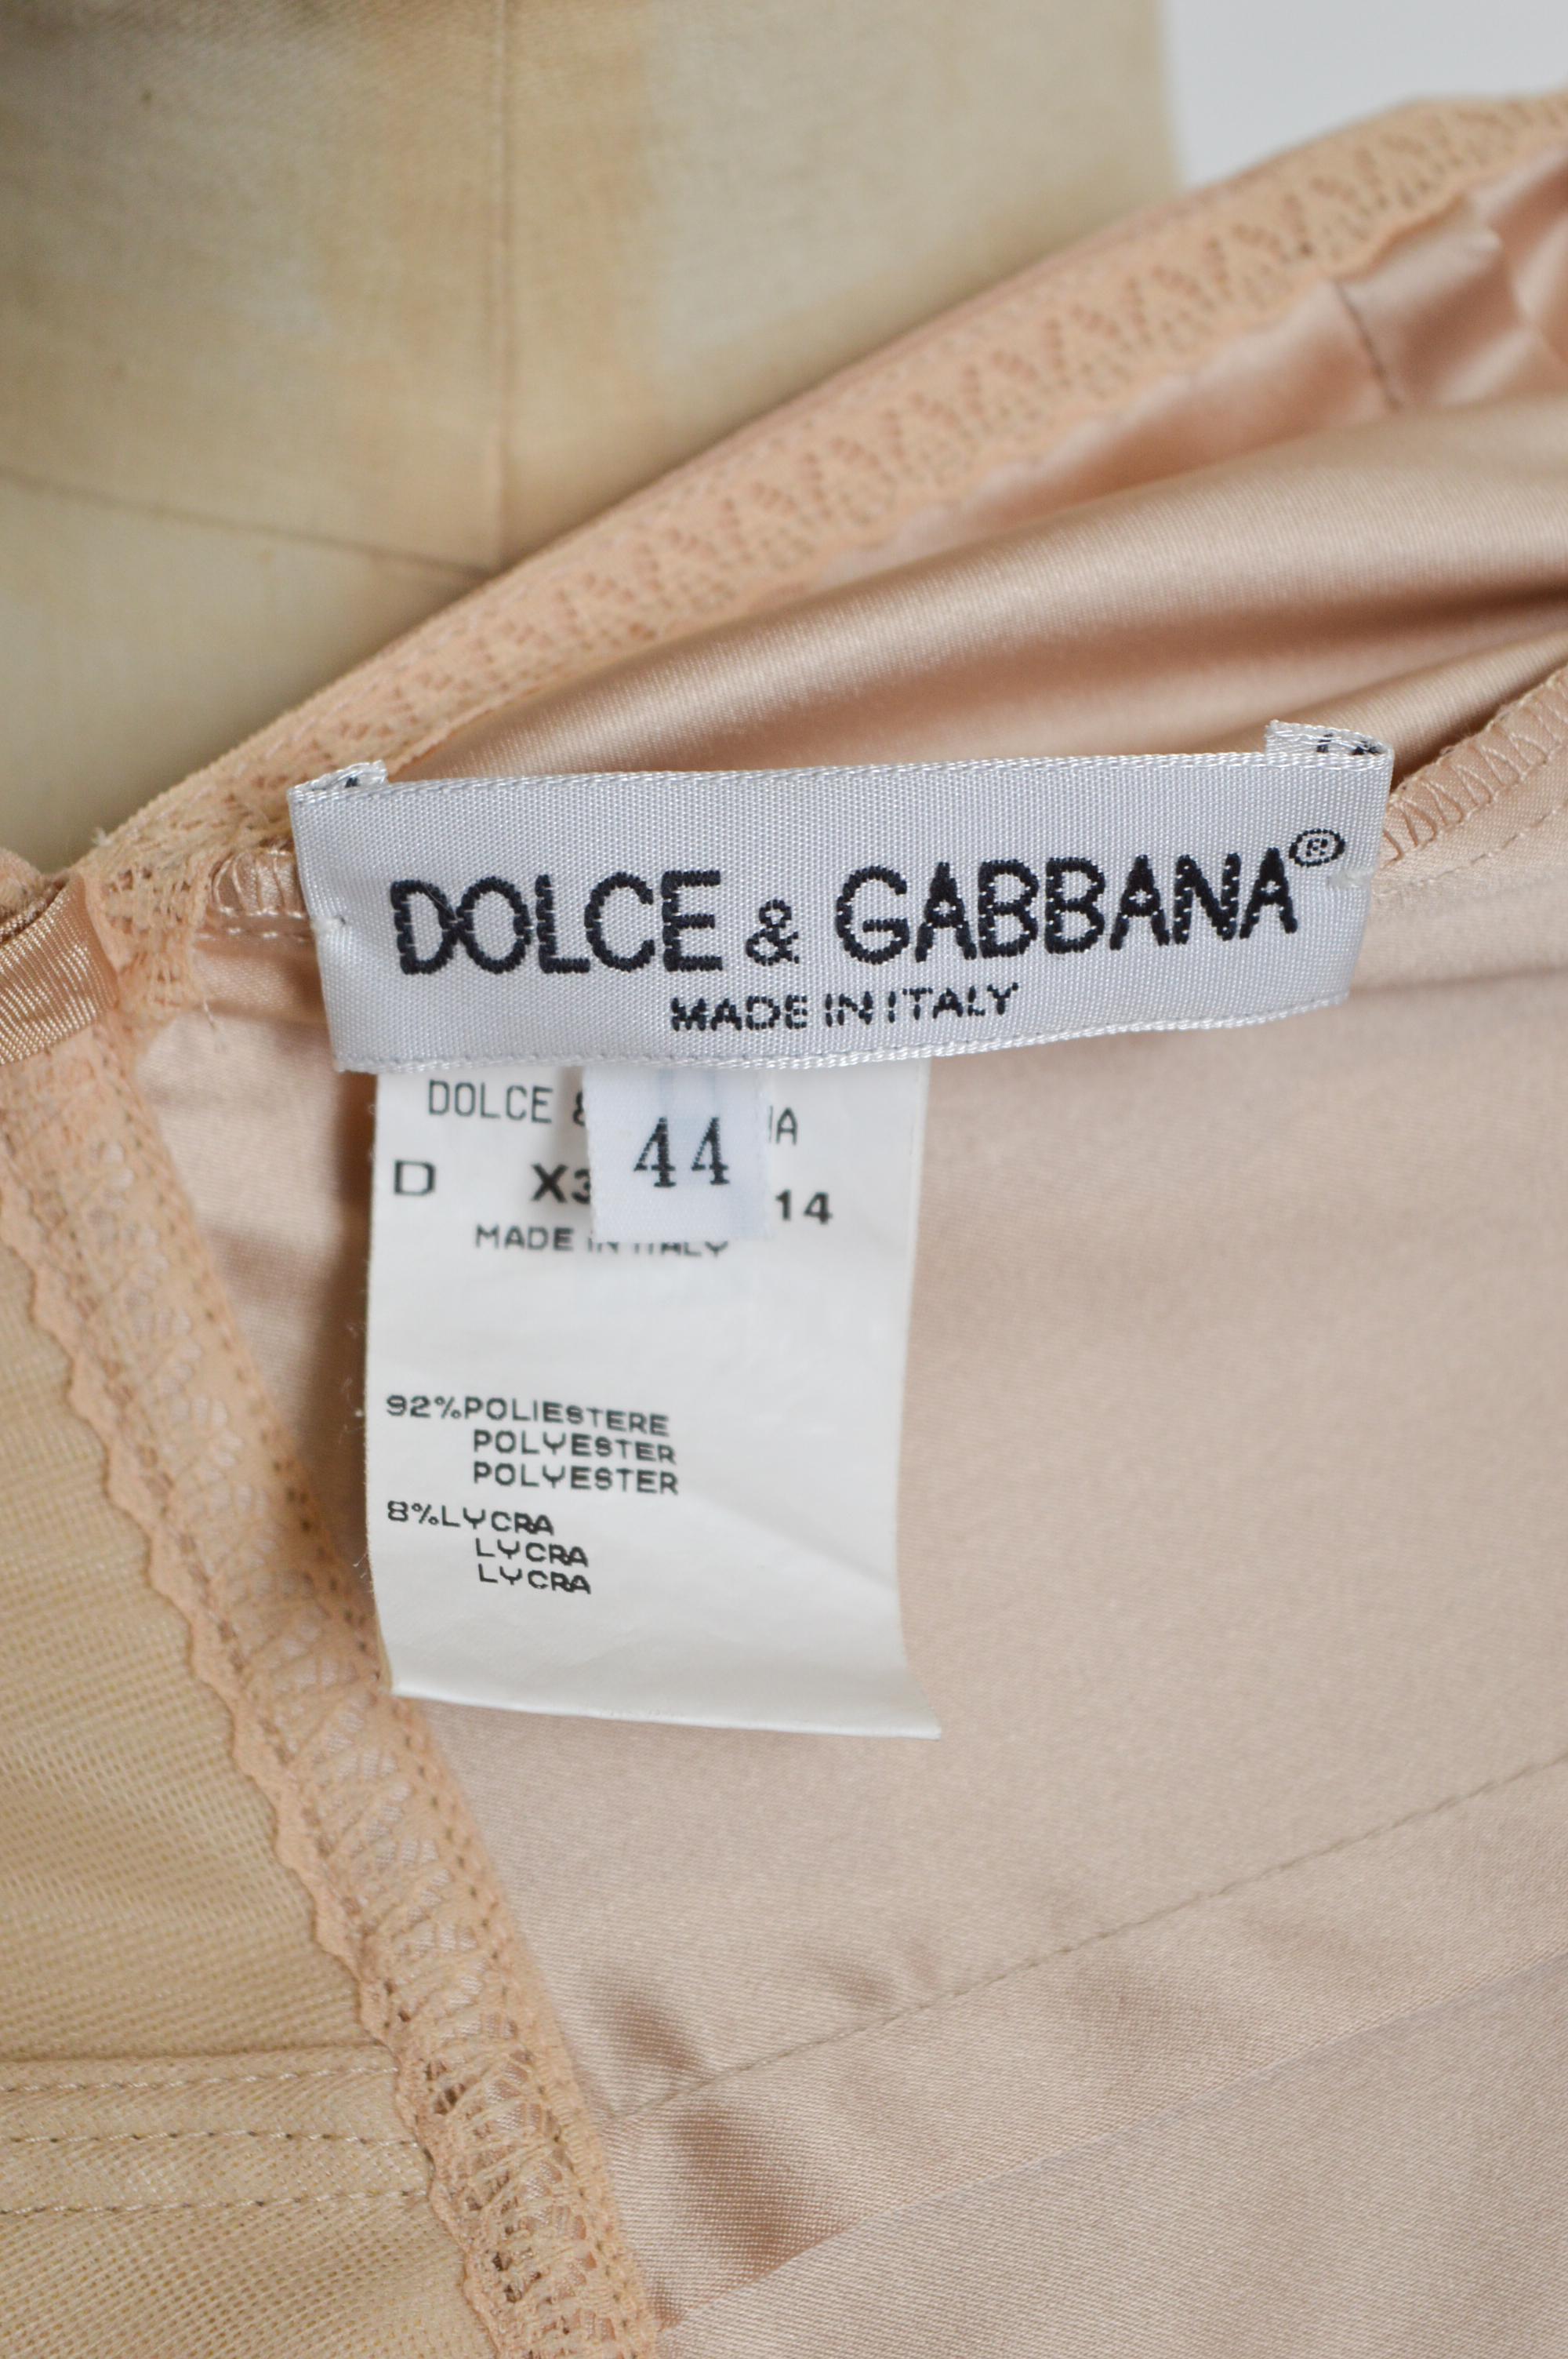 DOLCE & GABBANA®
MADE IN ITALY
DOLCE &
44
D
14
MADE IN ITALY
92%POLIESTERE
POLYESTER
POLYESTER
8%LYCRA
LYCRA
LYCRA